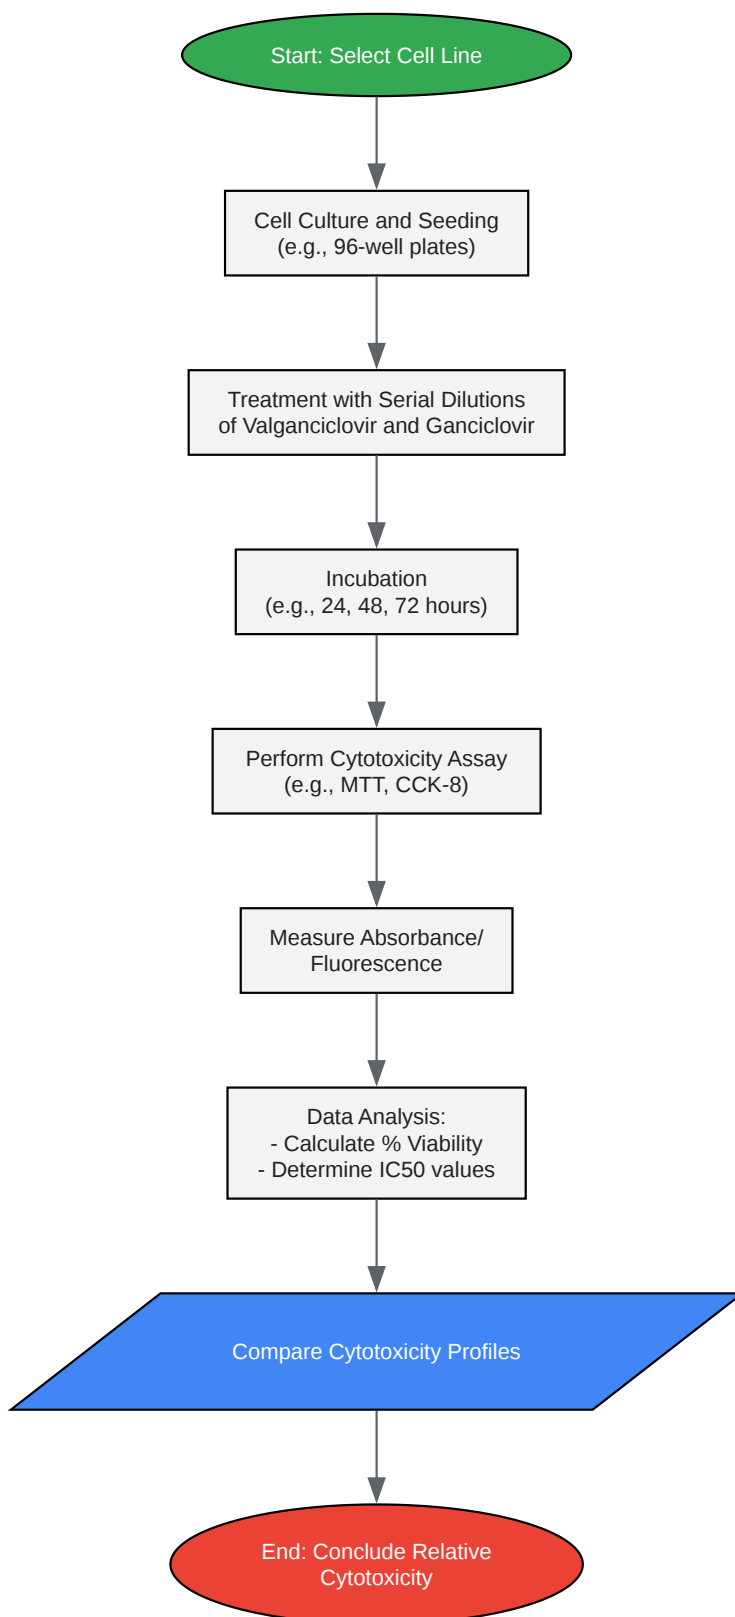 Start: Select Cell Line
Cell Culture and Seeding
(e.g., 96-well plates)
Treatment with Serial Dilutions
of Valganciclovir and Ganciclovir
Incubation
(e.g., 24, 48, 72 hours)
Perform Cytotoxicity Assay
(e.g., MTT, CCK-8)
Measure Absorbance/
Fluorescence
Data Analysis:
- Calculate % Viability
- Determine IC50 values
Compare Cytotoxicity Profiles
End: Conclude Relative
Cytotoxicity